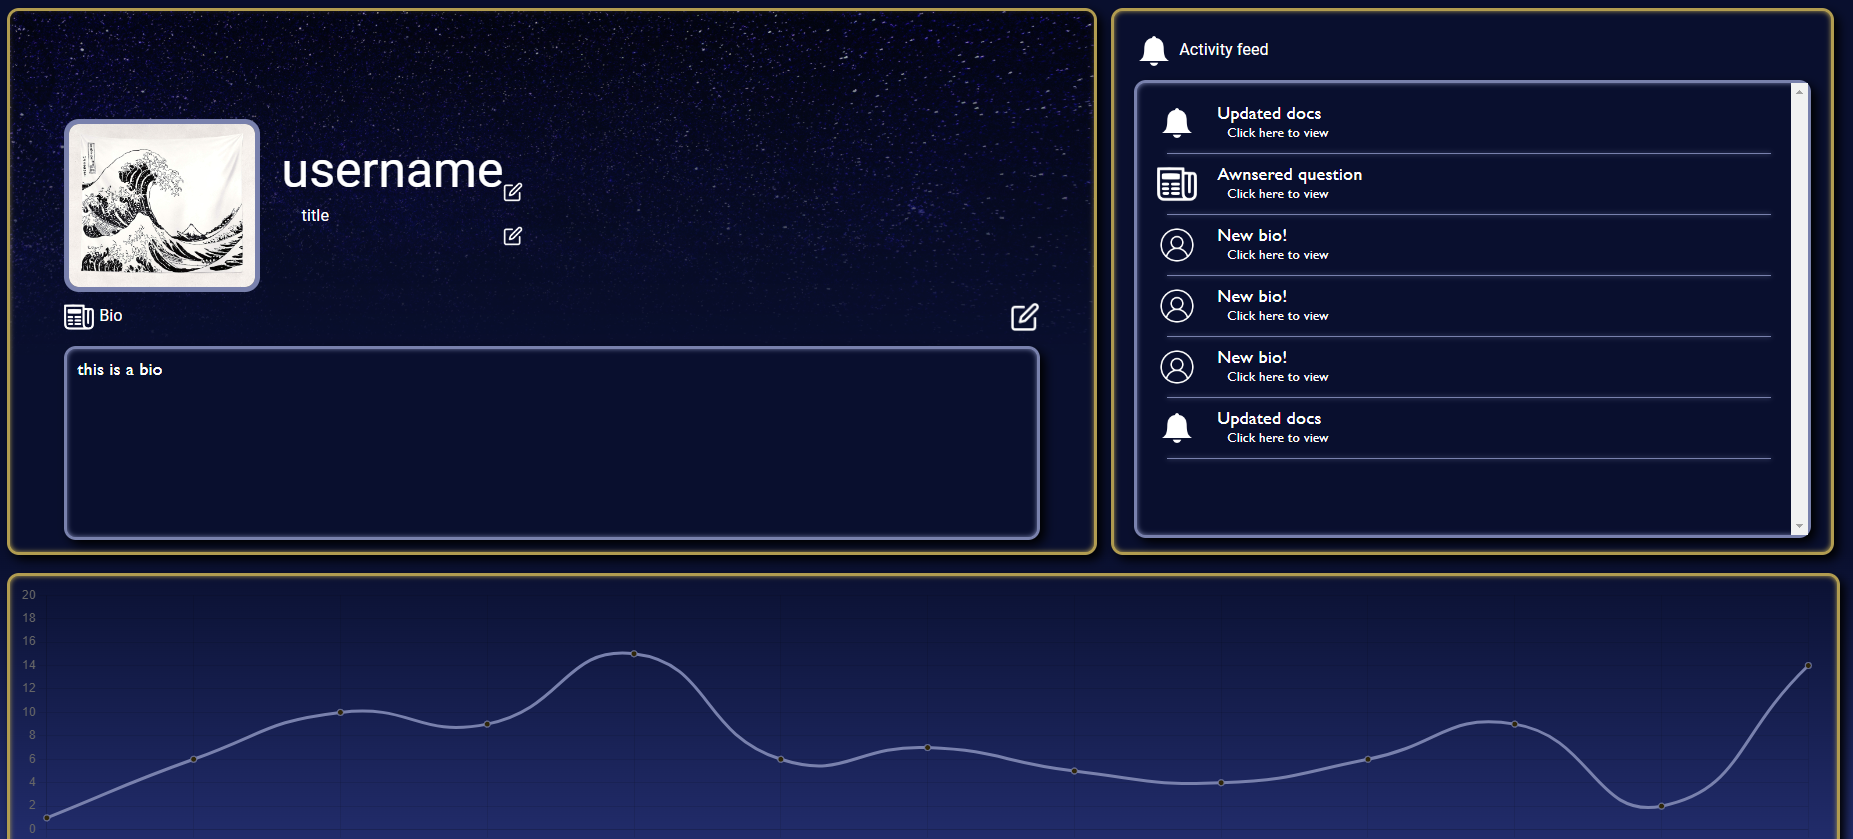 username
title
Bio
this is a bio
Activity feed
Updated docs
Click here to view
Awnsered question
Click here to view
New bio!
Click here to view
New bio!
Click here to view
New bio!
Click here to view
Updated docs
Click here to view
20
18
16
14
12
10
8
6
4
2
0